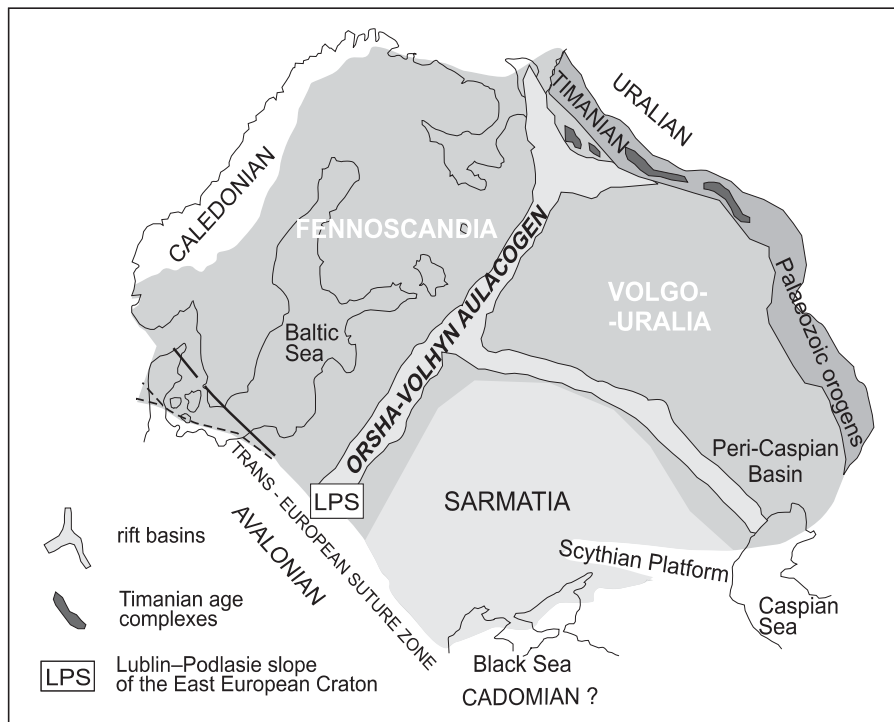 URALIAN
TIMANIAN
CALEDONIAN
FENNOSCANDIA
ORSHA-VOLHYN AULACOGEN
VOLGO-
-URALIA
Palaeozoic orogens
Baltic
Sea
Peri-Caspian
Basin
TRANS - EUROPEAN SUTURE ZONE
AVALONIAN
LPS
SARMATIA
Scythian Platform
Caspian
Sea
Black Sea
CADOMIAN ?
rift basins
Timanian age
complexes
LPS
Lublin–Podlasie slope
of the East European Craton